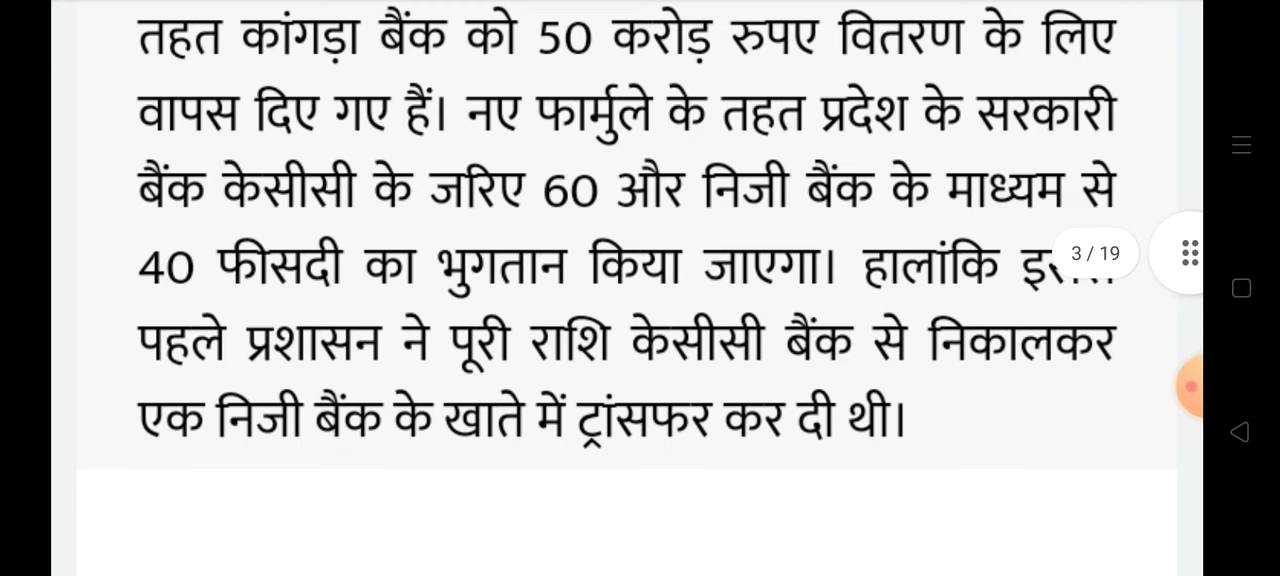 तहत कांगड़ा बैंक को 50 करोड़ रुपए वितरण के लिए
वापस दिए गए हैं। नए फार्मुले के तहत प्रदेश के सरकारी
बैंक केसीसी के जरिए 60 और निजी बैंक के माध्यम से
40 फीसदी का भुगतान किया जाएगा। हालांकि
3 / 19
पहले प्रशासन ने पूरी राशि केसीसी बैंक से निकालकर
एक निजी बैंक के खाते में ट्रांसफर कर दी थी।